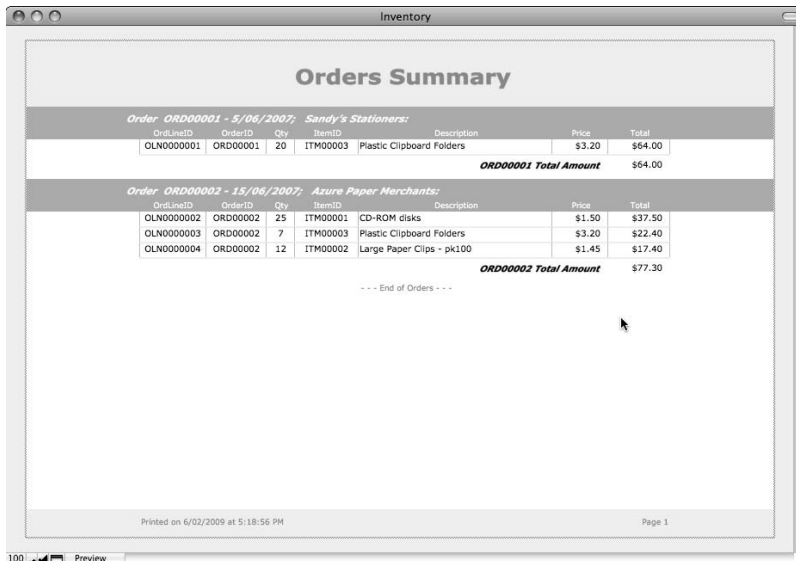 Inventory
Orders Summary
Order ORD00001 - 5/06/2007; Sandy's Stationers:
OrdLineID OrderID Qty ItemID Description Price Total
OLN0000001 ORD00001 20 ITM00003 Plastic Clipboard Folders $3.20 $64.00
ORD00001 Total Amount $64.00
Order ORD00002 - 15/06/2007; Azure Paper Merchants:
OrdLineID OrderID Qty ItemID Description Price Total
OLN0000002 ORD00002 25 ITM00001 CD-ROM disks $1.50 $37.50
OLN0000003 ORD00002 7 ITM00003 Plastic Clipboard Folders $3.20 $22.40
OLN0000004 ORD00002 12 ITM00002 Large Paper Clips - pk100 $1.45 $17.40
ORD00002 Total Amount $77.30
- - - End of Orders - - -
Printed on 6/02/2009 at 5:18:56 PM Page 1
100 Preview